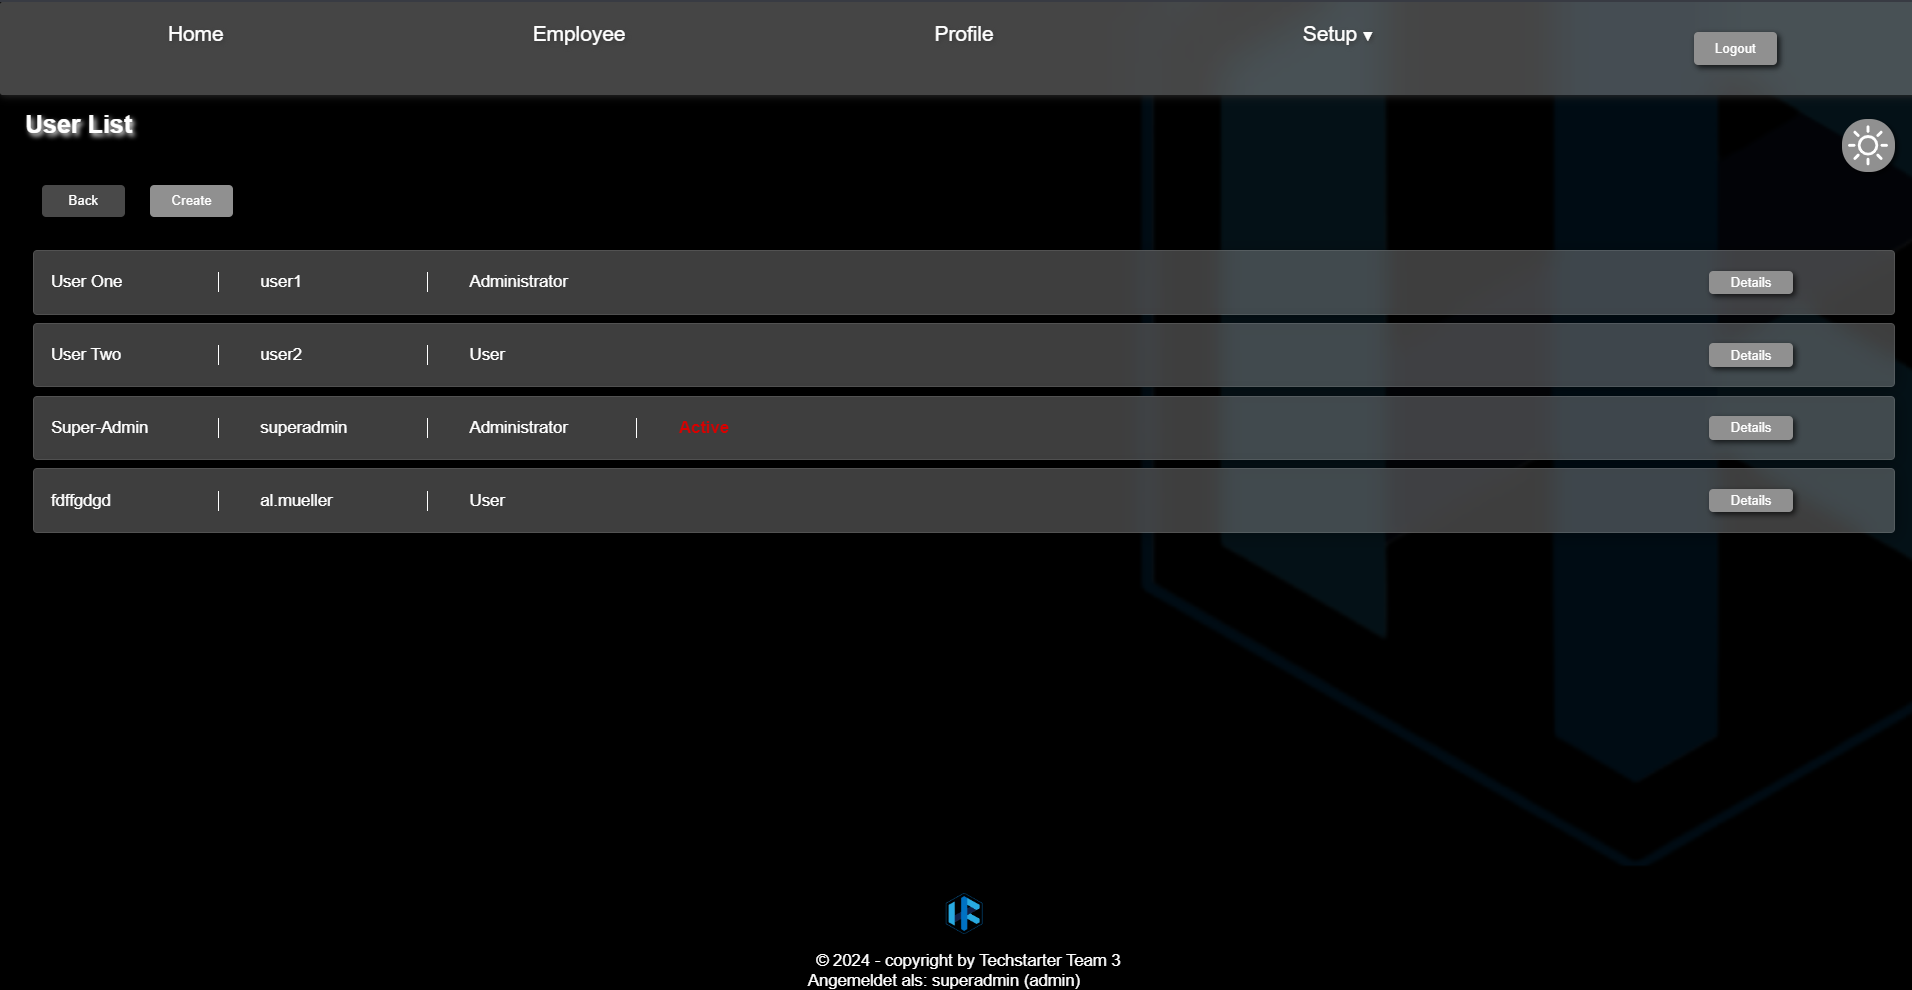 Home Employee Profile Setup ▼ Logout
User List
Back Create
User One | user1 | Administrator Details
User Two | user2 | User Details
Super-Admin | superadmin | Administrator | Active Details
fdffgdgd | al.mueller | User Details
© 2024 - copyright by Techstarter Team 3
Angemeldet als: superadmin (admin)